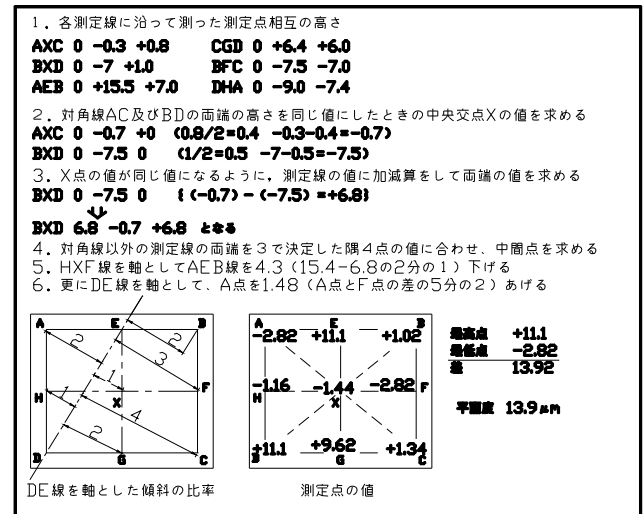 1. 各測定線に沿って測った測定点相互の高さ
AXC 0 -0.3 +0.8 CGD 0 +6.4 +6.0
BXD 0 -7 +1.0 BFC 0 -7.5 -7.0
AEB 0 +15.5 +7.0 DHA 0 -9.0 -7.4
2. 対角線AC及びBDの両端の高さを同じ値にしたときの中央交点Xの値を求める
AXC 0 -0.7 +0 (0.8/2=0.4 -0.3-0.4=-0.7)
BXD 0 -7.5 0 (1/2=0.5 -7-0.5=-7.5)
3. X点の値が同じ値になるように，測定線の値に加減算をして両端の値を求める
BXD 0 -7.5 0 {(-0.7)-(-7.5)=+6.8}
⇓
BXD 6.8 -0.7 +6.8 となる
4. 対角線以外の測定線の両端を3で決定した隅4点の値に合わせ、中間点を求める
5. HXF線を軸としてAEB線を4.3（15.4-6.8の2分の1）下げる
6. 更にDE線を軸として、A点を1.48（A点とF点の差の5分の2）あげる
A E B
2 2
3
1
H 1 X F
4
2
D G C
DE線を軸とした傾斜の比率
A E B
-2.82 +11.1 +1.02
H -1.16 -1.44 -2.82 F
X
+11.1 +9.62 +1.34
D G C
測定点の値
最高点 +11.1
最低点 -2.82
差 13.92
平面度 13.9μm